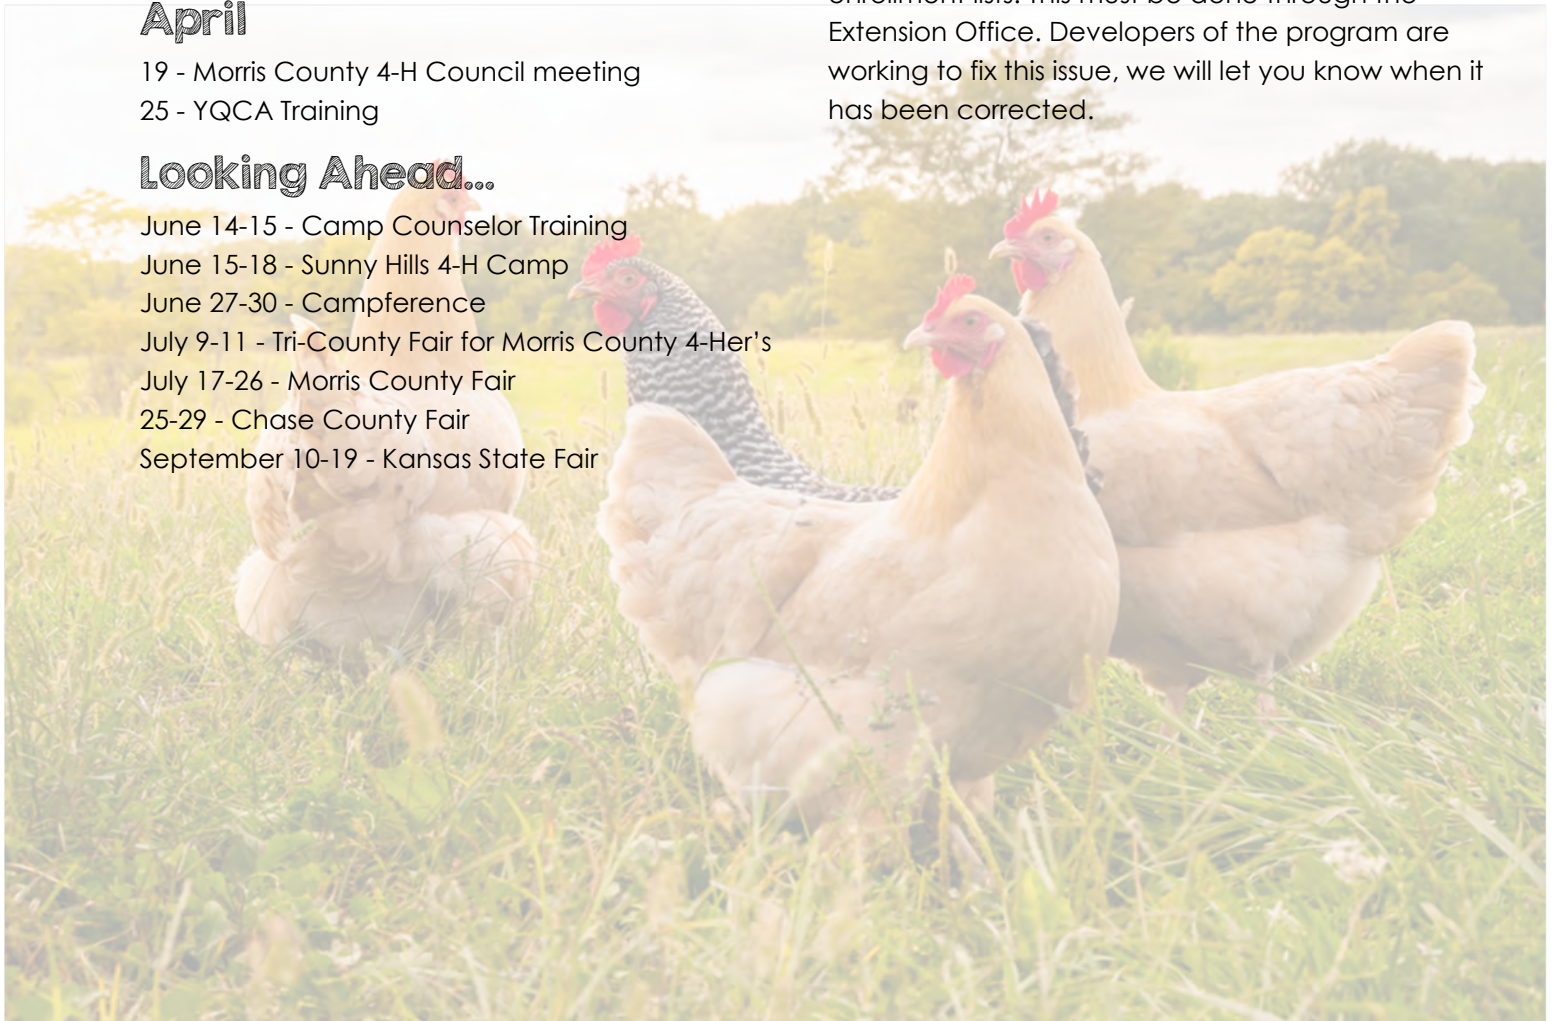 April
19 - Morris County 4-H Council meeting
25 - YQCA Training
Looking Ahead...
June 14-15 - Camp Counselor Training
June 15-18 - Sunny Hills 4-H Camp
June 27-30 - Campference
July 9-11 - Tri-County Fair for Morris County 4-Her’s
July 17-26 - Morris County Fair
25-29 - Chase County Fair
September 10-19 - Kansas State Fair
Extension Office. Developers of the program are
working to fix this issue, we will let you know when it
has been corrected.